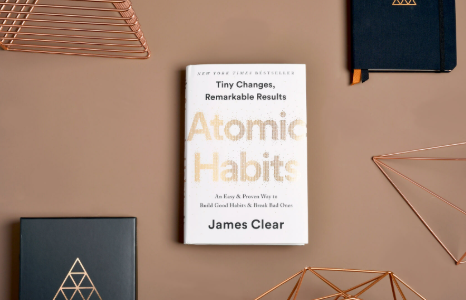 NEW YORK TIMES BESTSELLER
Tiny Changes,
Remarkable Results
Atomic
Habits
An Easy & Proven Way to
Build Good Habits & Break Bad Ones
James Clear